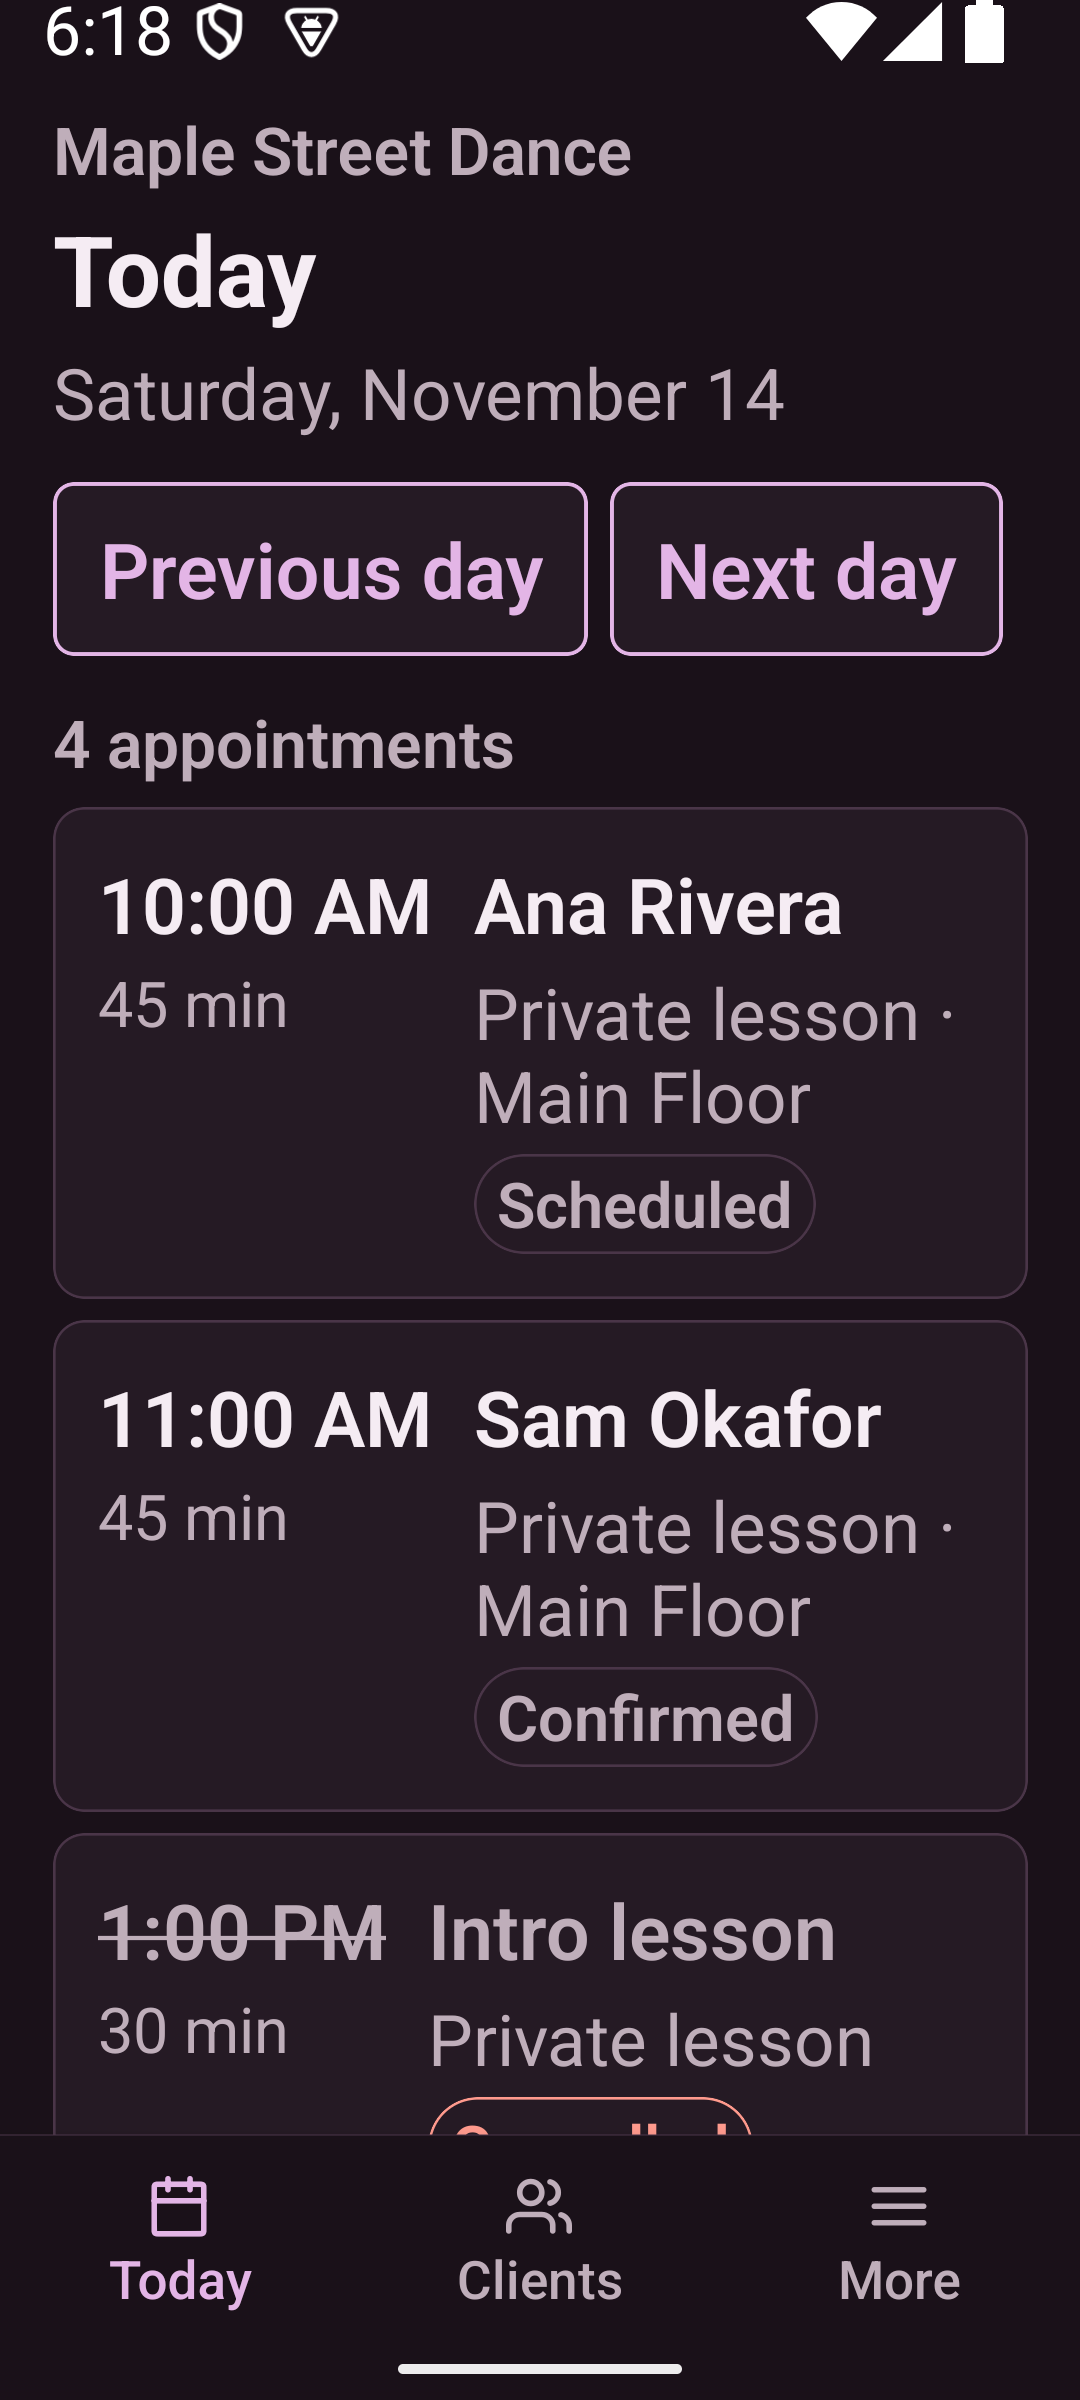 6:18
Maple Street Dance
Today
Saturday, November 14
Previous day
Next day
4 appointments
10:00 AM
Ana Rivera
45 min
Private lesson ·
Main Floor
Scheduled
11:00 AM
Sam Okafor
45 min
Private lesson ·
Main Floor
Confirmed
1:00 PM
Intro lesson
30 min
Private lesson
Today
Clients
More